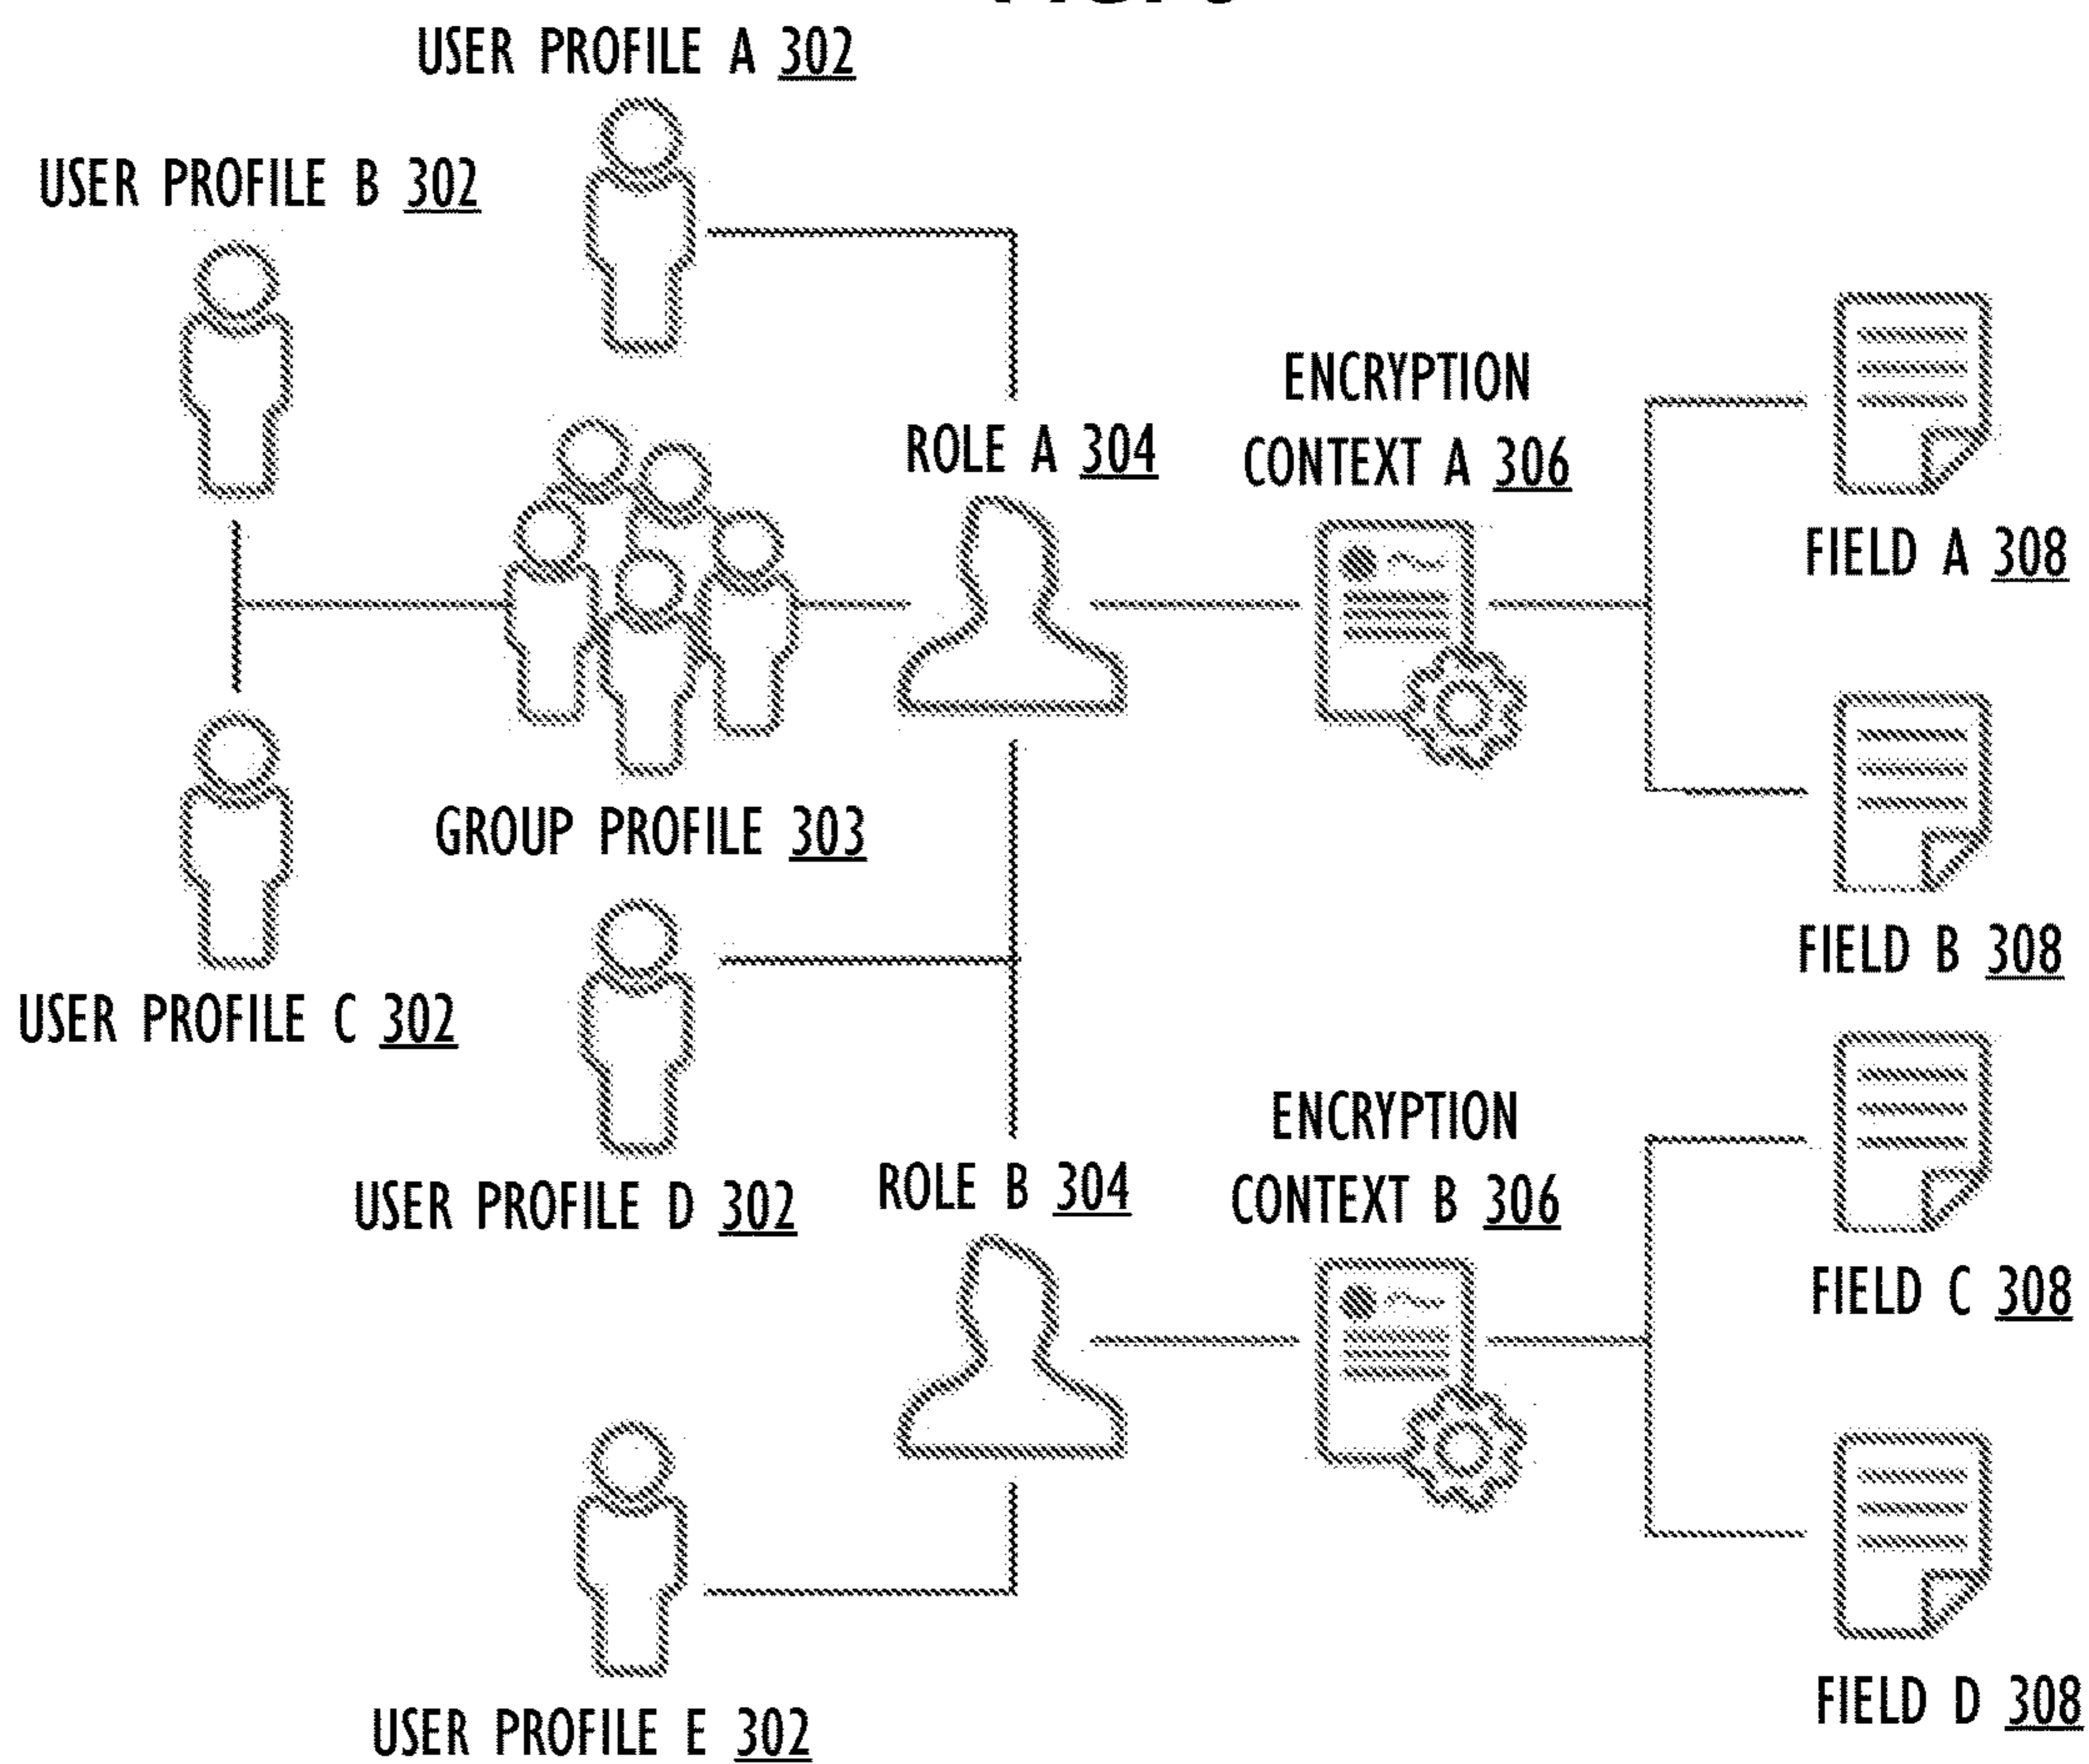 USER PROFILE A 302
USER PROFILE B 302
ENCRYPTION
CONTEXT A 306
ROLE A 304
FIELD A 308
GROUP PROFILE 303
FIELD B 308
USER PROFILE C 302
ENCRYPTION
CONTEXT B 306
USER PROFILE D 302
ROLE B 304
FIELD C 308
FIELD D 308
USER PROFILE E 302